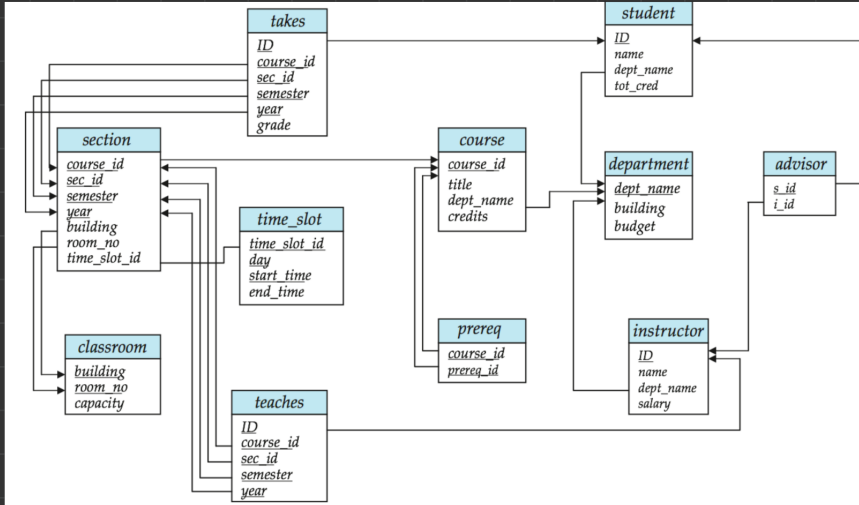 takes
ID
course_id
sec_id
semester
year
grade
student
ID
name
dept_name
tot_cred
section
course_id
sec_id
semester
year
building
room_no
time_slot_id
course
course_id
title
dept_name
credits
department
dept_name
building
budget
advisor
s_id
i_id
time_slot
time_slot_id
day
start_time
end_time
classroom
building
room_no
capacity
prereq
course_id
prereq_id
instructor
ID
name
dept_name
salary
teaches
ID
course_id
sec_id
semester
year